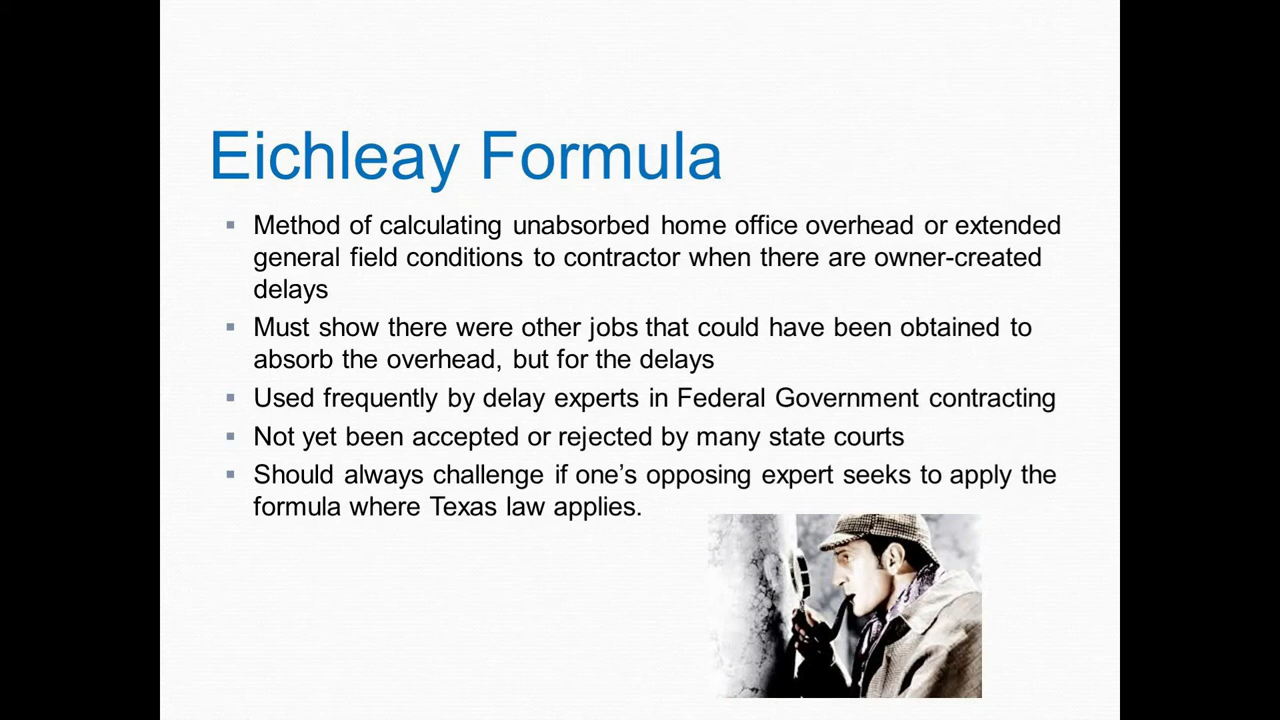 Eichleay Formula
▪ Method of calculating unabsorbed home office overhead or extended
general field conditions to contractor when there are owner-created
delays
▪ Must show there were other jobs that could have been obtained to
absorb the overhead, but for the delays
▪ Used frequently by delay experts in Federal Government contracting
▪ Not yet been accepted or rejected by many state courts
▪ Should always challenge if one’s opposing expert seeks to apply the
formula where Texas law applies.